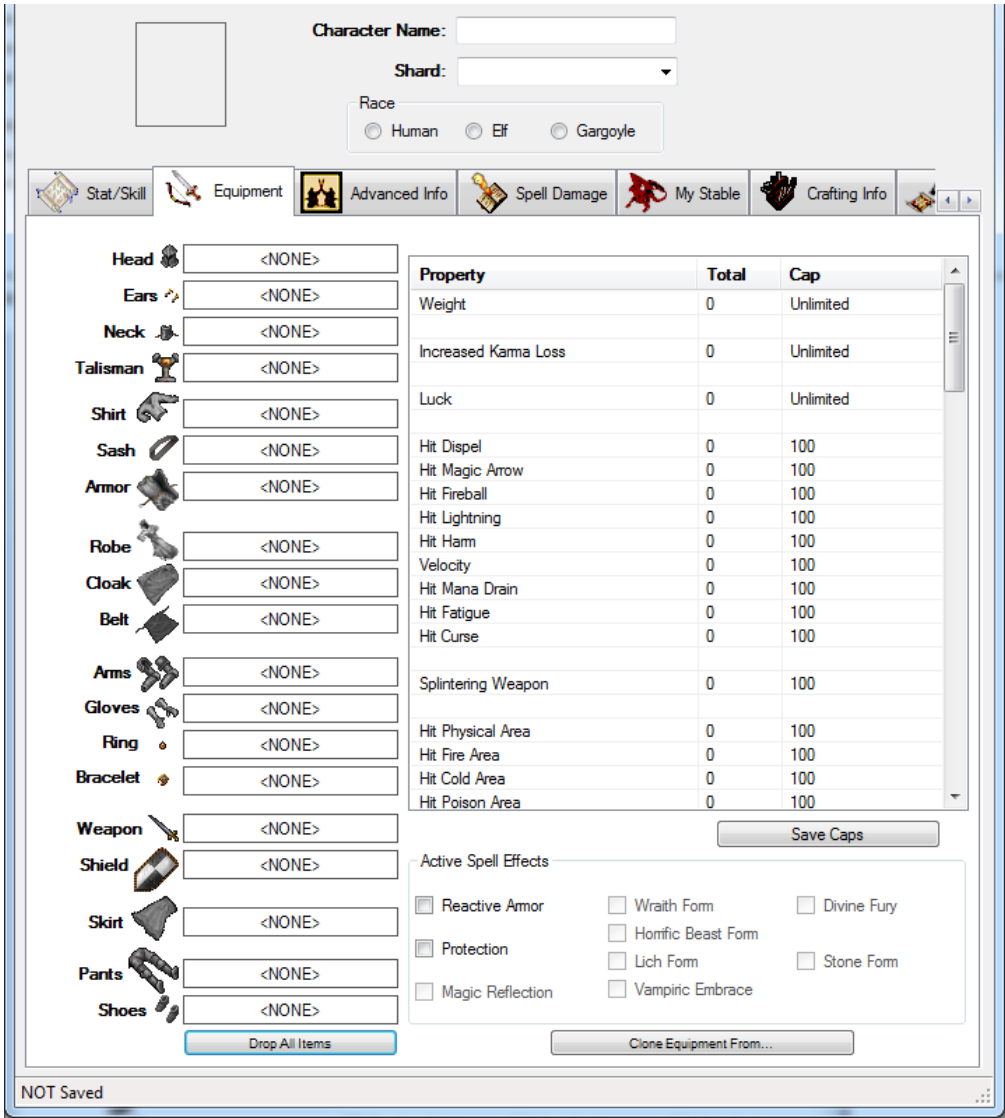 Character Name:
Shard:
Race
Human Elf Gargoyle
Stat/Skill Equipment Advanced Info Spell Damage My Stable Crafting Info
Head <NONE>
Ears <NONE>
Neck <NONE>
Talisman <NONE>
Shirt <NONE>
Sash <NONE>
Armor <NONE>
Robe <NONE>
Cloak <NONE>
Belt <NONE>
Arms <NONE>
Gloves <NONE>
Ring <NONE>
Bracelet <NONE>
Weapon <NONE>
Shield <NONE>
Skirt <NONE>
Pants <NONE>
Shoes <NONE>
Drop All Items
Property Total Cap
Weight 0 Unlimited
Increased Karma Loss 0 Unlimited
Luck 0 Unlimited
Hit Dispel 0 100
Hit Magic Arrow 0 100
Hit Fireball 0 100
Hit Lightning 0 100
Hit Harm 0 100
Velocity 0 100
Hit Mana Drain 0 100
Hit Fatigue 0 100
Hit Curse 0 100
Splintering Weapon 0 100
Hit Physical Area 0 100
Hit Fire Area 0 100
Hit Cold Area 0 100
Hit Poison Area 0 100
Save Caps
Active Spell Effects
Reactive Armor Wraith Form Divine Fury
Horrific Beast Form
Protection
Lich Form Stone Form
Magic Reflection Vampiric Embrace
Clone Equipment From...
NOT Saved